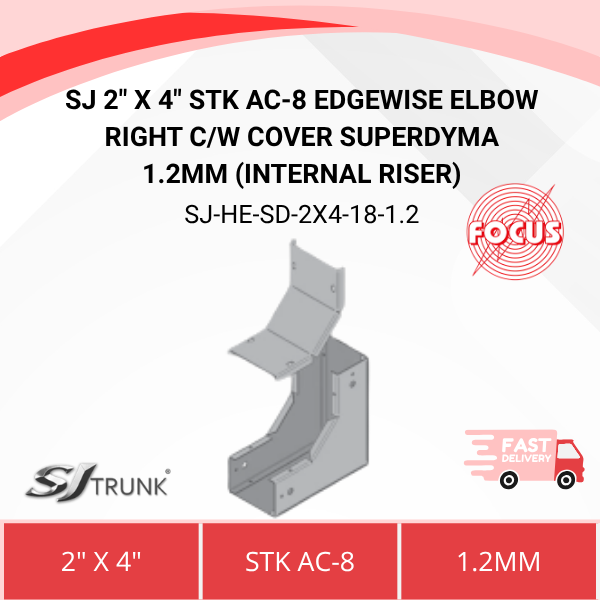 SJ 2" X 4" STK AC-8 EDGEWISE ELBOW
RIGHT C/W COVER SUPERDYMA
1.2MM (INTERNAL RISER)
SJ-HE-SD-2X4-18-1.2
FOCUS
FAST
DELIVERY
SJ TRUNK®
2" X 4"
STK AC-8
1.2MM